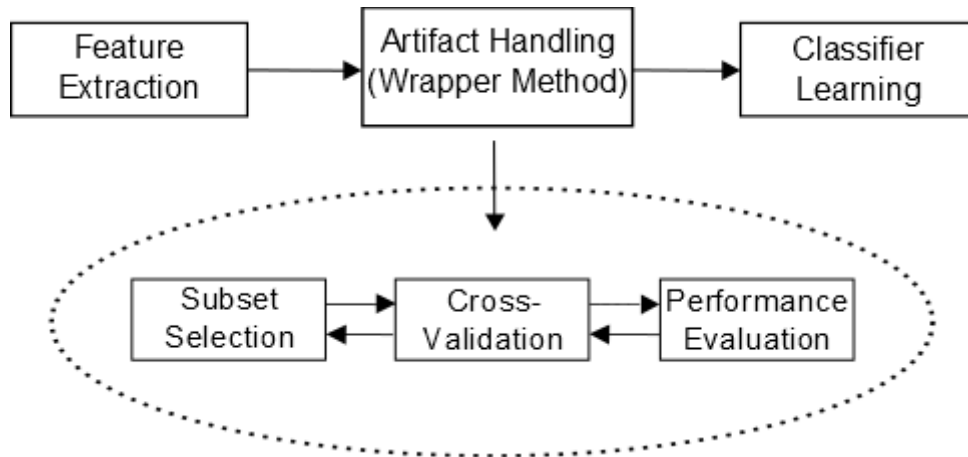 Feature
Extraction
Artifact Handling
(Wrapper Method)
Classifier
Learning
Subset
Selection
Cross-
Validation
Performance
Evaluation